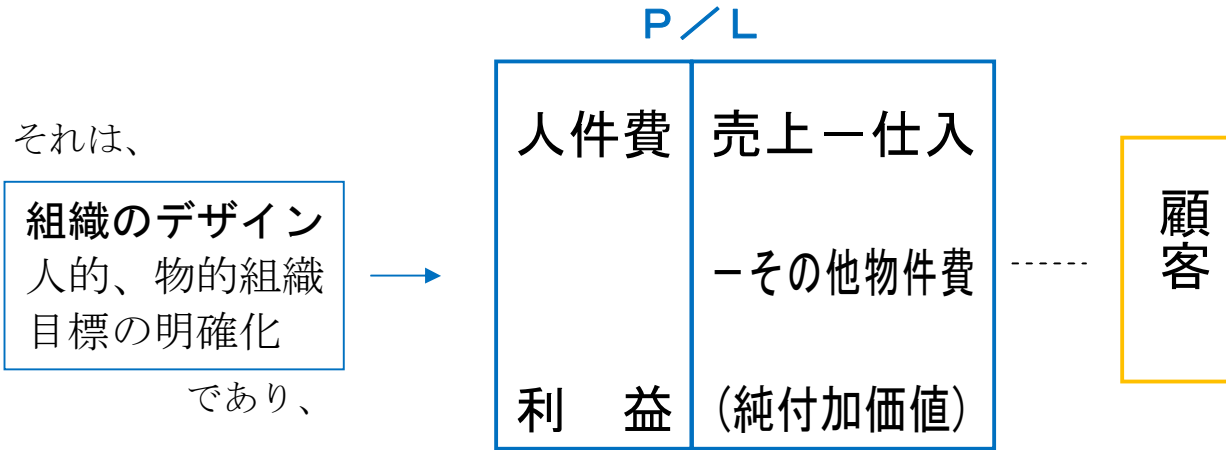 P/L
それは、
組織のデザイン
人的、物的組織
目標の明確化
であり、
人件費
利　益
売上－仕入
－その他物件費
(純付加価値)
顧客